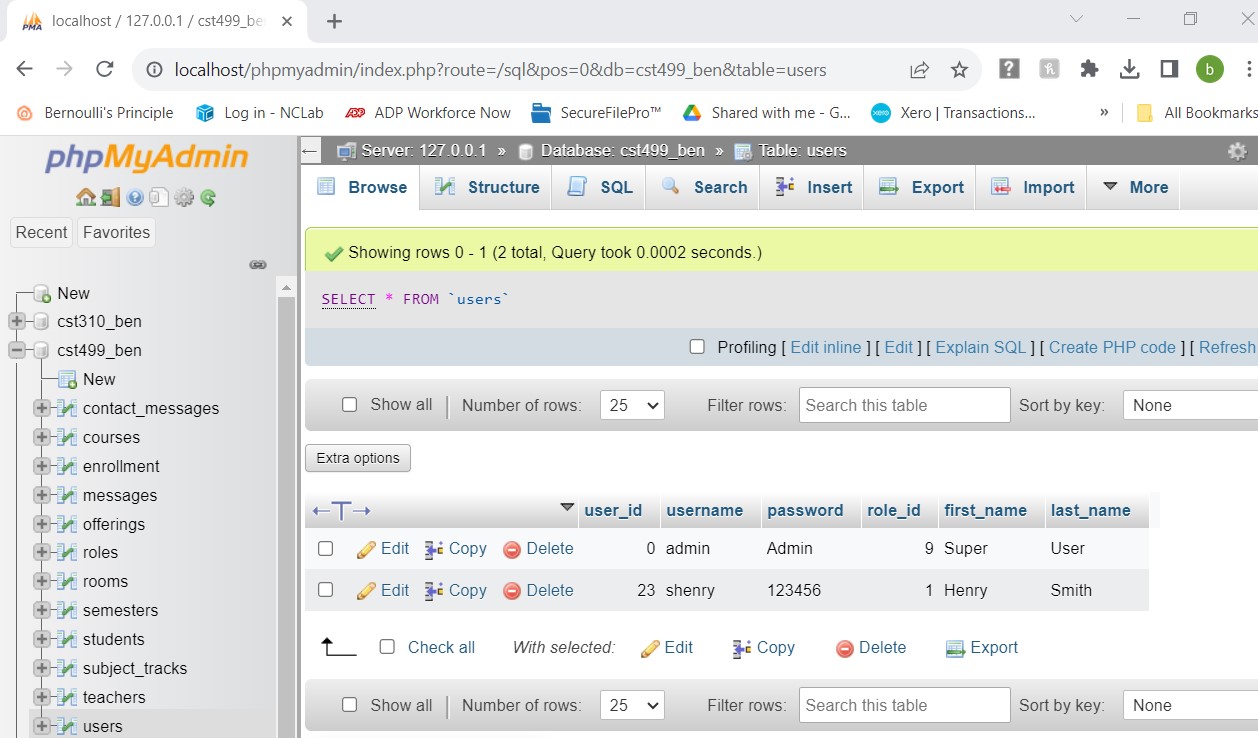 PMA localhost / 127.0.0.1 / cst499_be
localhost/phpmyadmin/index.php?route=/sql&pos=0&db=cst499_ben&table=users b
Bernoulli's Principle Log in - NCLab ADP ADP Workforce Now SecureFilePro™ Shared with me - G... xero Xero | Transactions... » All Bookmarks
phpMyAdmin
Recent Favorites
New
cst310_ben
cst499_ben
New
contact_messages
courses
enrollment
messages
offerings
roles
rooms
semesters
students
subject_tracks
teachers
users
Server: 127.0.0.1 » Database: cst499_ben » Table: users
Browse Structure SQL Search Insert Export Import More
Showing rows 0 - 1 (2 total, Query took 0.0002 seconds.)
SELECT * FROM `users`
Profiling [ Edit inline ] [ Edit ] [ Explain SQL ] [ Create PHP code ] [ Refresh
Show all | Number of rows: 25 Filter rows: Search this table Sort by key: None
Extra options
←T→ user_id username password role_id first_name last_name
Edit Copy Delete 0 admin Admin 9 Super User
Edit Copy Delete 23 shenry 123456 1 Henry Smith
Check all With selected: Edit Copy Delete Export
Show all | Number of rows: 25 Filter rows: Search this table Sort by key: None